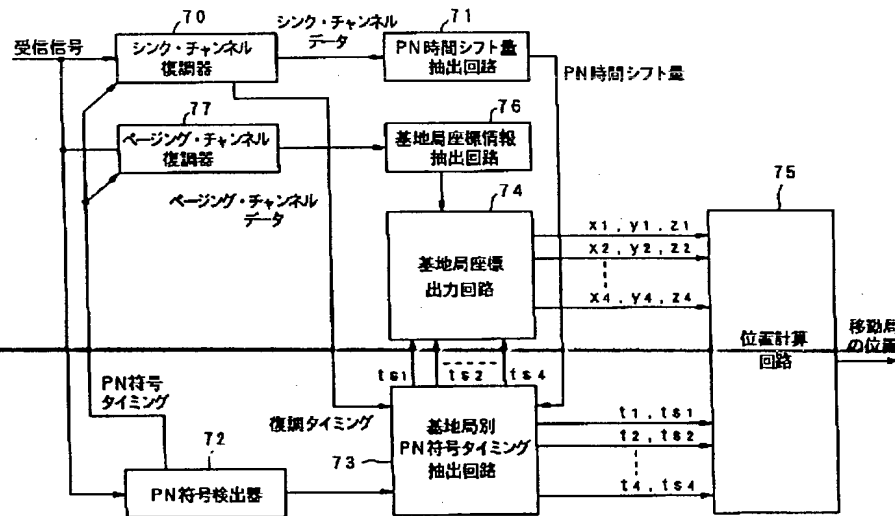 70
シンク・チャンネル
データ
71
受信信号
シンク・チャンネル
復調器
PN時間シフト量
抽出回路
PN時間シフト量
77
76
ページング・チャンネル
復調器
基地局座標情報
抽出回路
ページング・チャンネル
データ
74
75
基地局座標
出力回路
x1, y1, z1
x2, y2, z2
x4, y4, z4
位置計算
回路
移動局
の位置
ts1
ts2
ts4
PN符号
タイミング
復調タイミング
72
73
基地局別
PN符号タイミング
抽出回路
t1, ts1
t2, ts2
t4, ts4
PN符号検出器